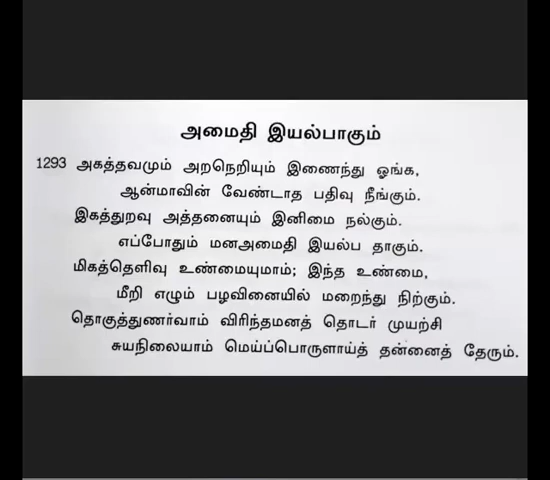 அமைதி இயல்பாகும்
1293 அகத்தவமும் அறநெறியும் இணைந்து ஓங்க,
ஆன்மாவின் வேண்டாத பதிவு நீங்கும்.
இகத்துறவு அத்தனையும் இனிமை நல்கும்.
எப்போதும் மனஅமைதி இயல்ப தாகும்.
மிகத்தெளிவு உண்மையுமாம்; இந்த உண்மை,
மீறி எழும் பழவினையில் மறைந்து நிற்கும்.
தொகுத்துணர்வாம் விரிந்தமனத் தொடர் முயற்சி
சுயநிலையாம் மெய்ப்பொருளாய்த் தன்னைத் தேரும்.